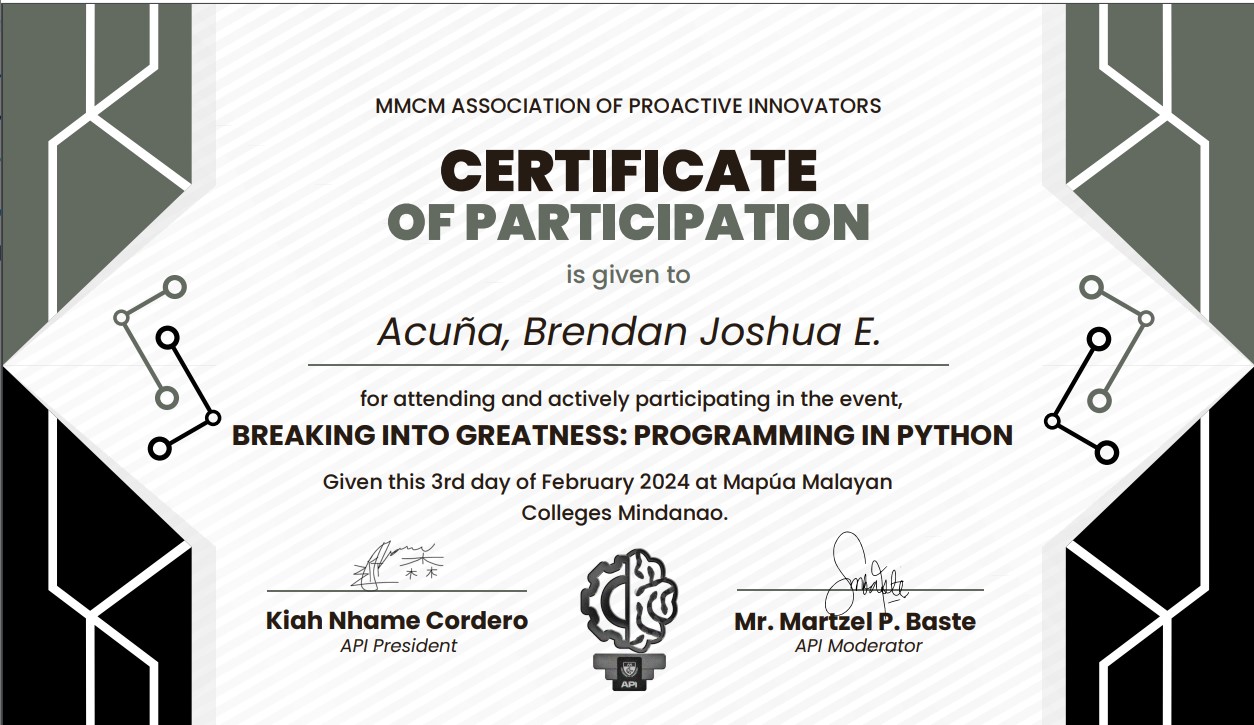 MMCM ASSOCIATION OF PROACTIVE INNOVATORS
CERTIFICATE
OF PARTICIPATION
is given to
Acuña, Brendan Joshua E.
for attending and actively participating in the event,
BREAKING INTO GREATNESS: PROGRAMMING IN PYTHON
Given this 3rd day of February 2024 at Mapúa Malayan
Colleges Mindanao.
Kiah Nhame Cordero
API President
API
Mr. Martzel P. Baste
API Moderator